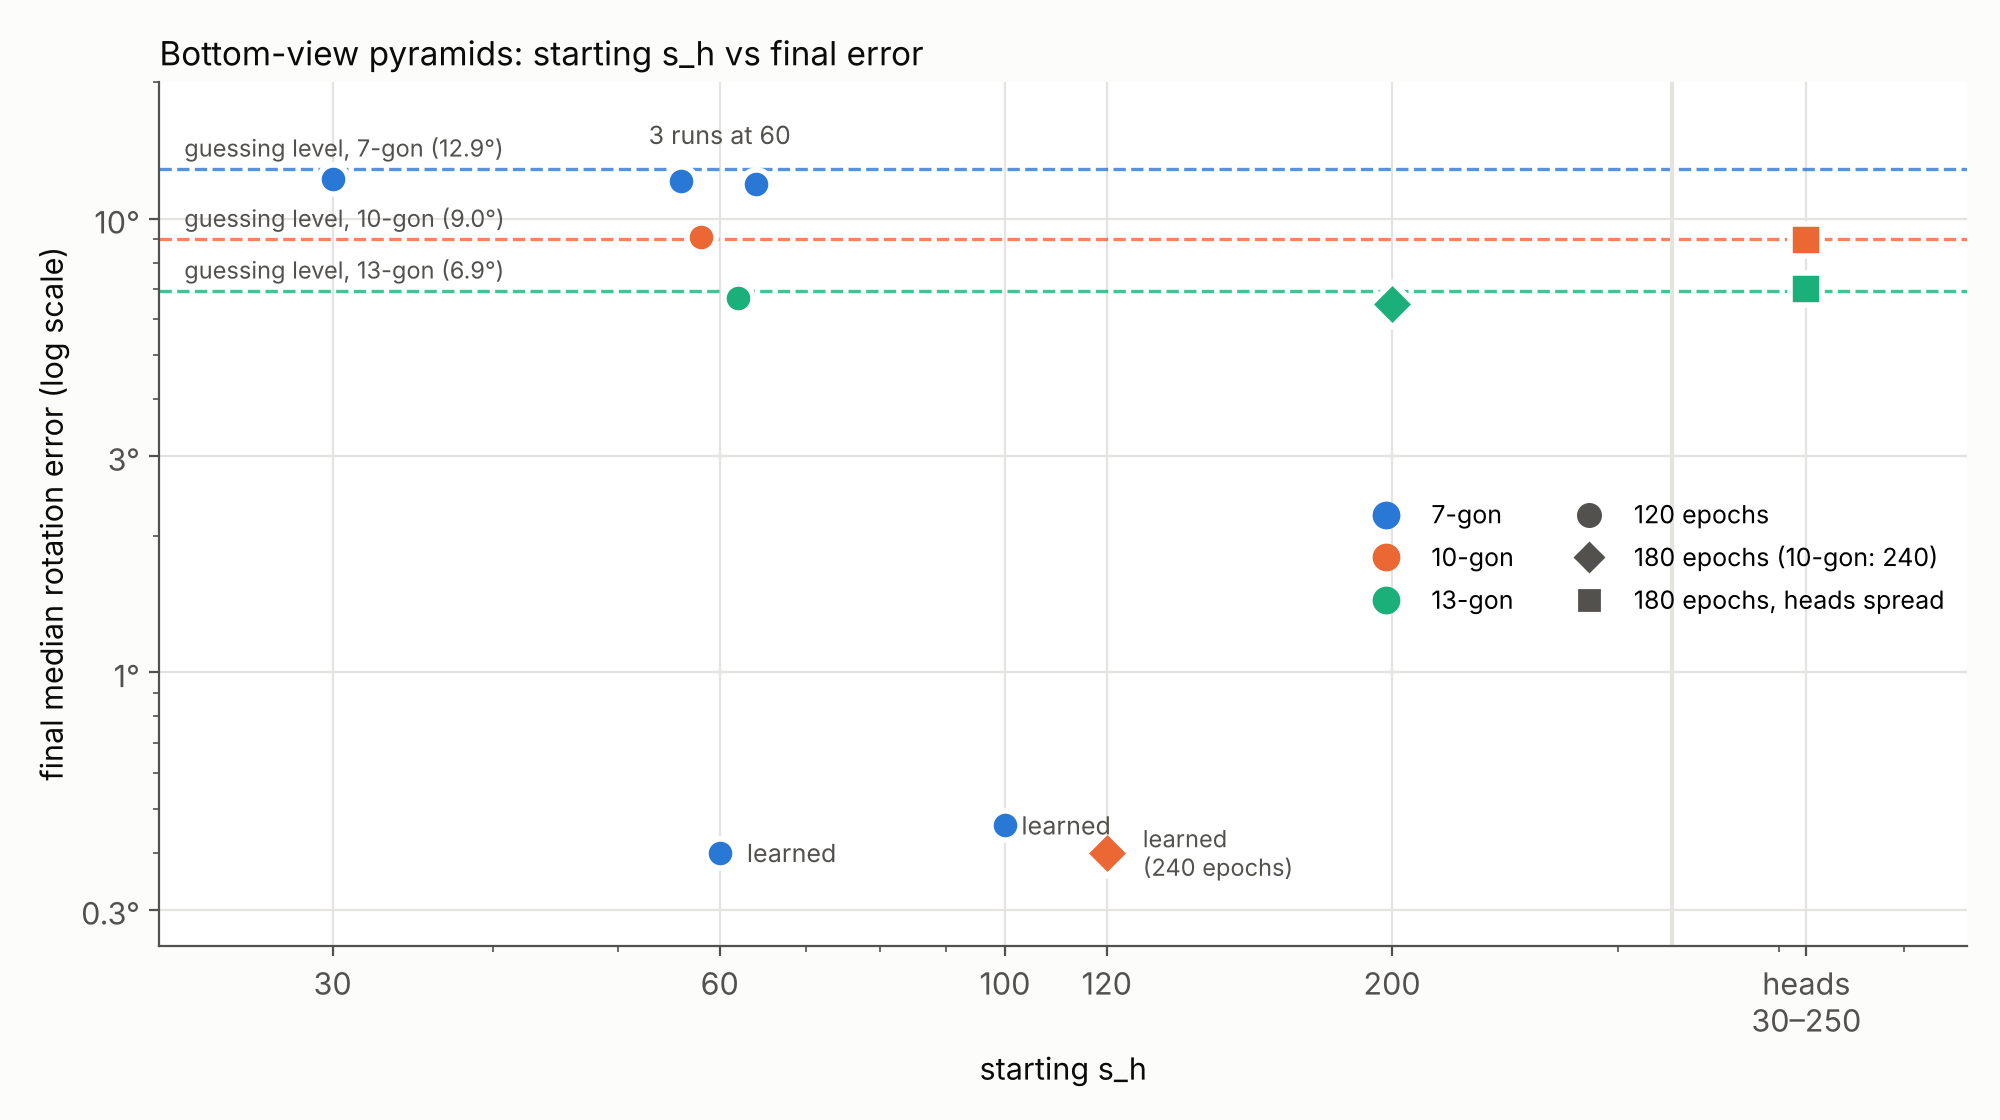 Bottom-view pyramids: starting s_h vs final error
3 runs at 60
guessing level, 7-gon (12.9°)
guessing level, 10-gon (9.0°)
guessing level, 13-gon (6.9°)
final median rotation error (log scale)
10°
3°
1°
0.3°
7-gon
10-gon
13-gon
120 epochs
180 epochs (10-gon: 240)
180 epochs, heads spread
learned
learned
learned
(240 epochs)
30
60
100
120
200
heads
30–250
starting s_h